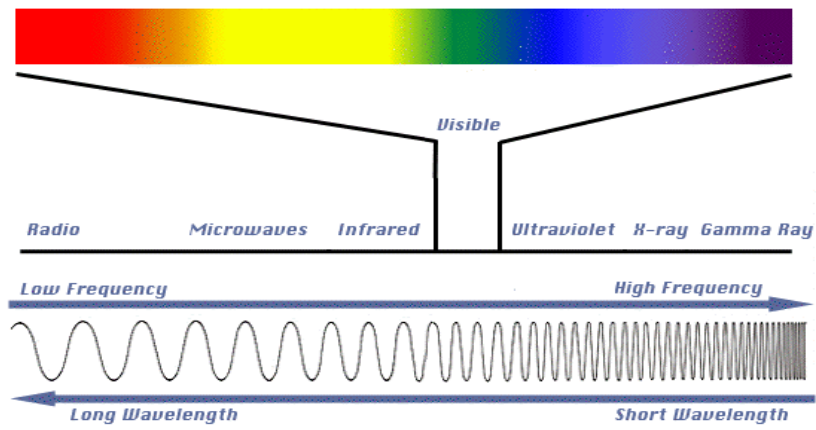 Visible
Radio Microwaves Infrared Ultraviolet X-ray Gamma Ray
Low Frequency High Frequency
Long Wavelength Short Wavelength